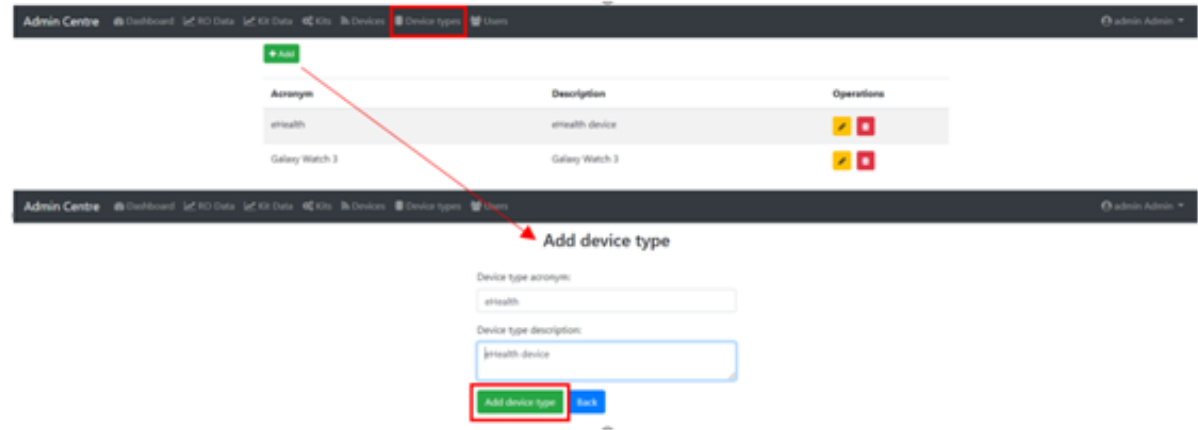 Admin Centre Dashboard RO Data Kit Data Kits Devices Device types Users admin Admin
+ Add
Acronym Description Operations
eHealth eHealth device
Galaxy Watch 3 Galaxy Watch 3
Admin Centre Dashboard RO Data Kit Data Kits Devices Device types Users admin Admin
Add device type
Device type acronym:
eHealth
Device type description:
eHealth device
Add device type Back